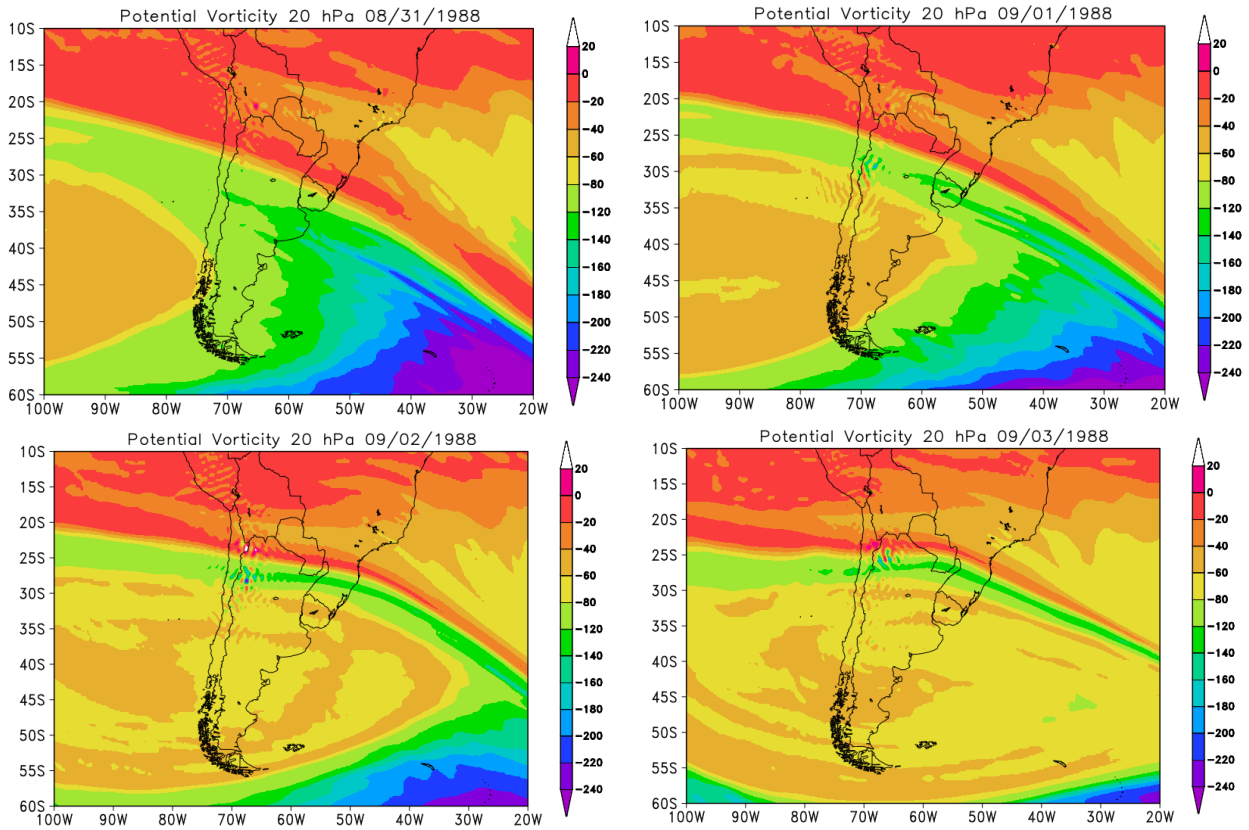 Potential Vorticity 20 hPa 08/31/1988
10S
15S
20S
25S
30S
35S
40S
45S
50S
55S
60S
100W 90W 80W 70W 60W 50W 40W 30W 20W
20
0
−20
−40
−60
−80
−120
−140
−160
−180
−200
−220
−240
Potential Vorticity 20 hPa 09/01/1988
10S
15S
20S
25S
30S
35S
40S
45S
50S
55S
60S
100W 90W 80W 70W 60W 50W 40W 30W 20W
20
0
−20
−40
−60
−80
−120
−140
−160
−180
−200
−220
−240
Potential Vorticity 20 hPa 09/02/1988
10S
15S
20S
25S
30S
35S
40S
45S
50S
55S
60S
100W 90W 80W 70W 60W 50W 40W 30W 20W
20
0
−20
−40
−60
−80
−120
−140
−160
−180
−200
−220
−240
Potential Vorticity 20 hPa 09/03/1988
10S
15S
20S
25S
30S
35S
40S
45S
50S
55S
60S
100W 90W 80W 70W 60W 50W 40W 30W 20W
20
0
−20
−40
−60
−80
−120
−140
−160
−180
−200
−220
−240